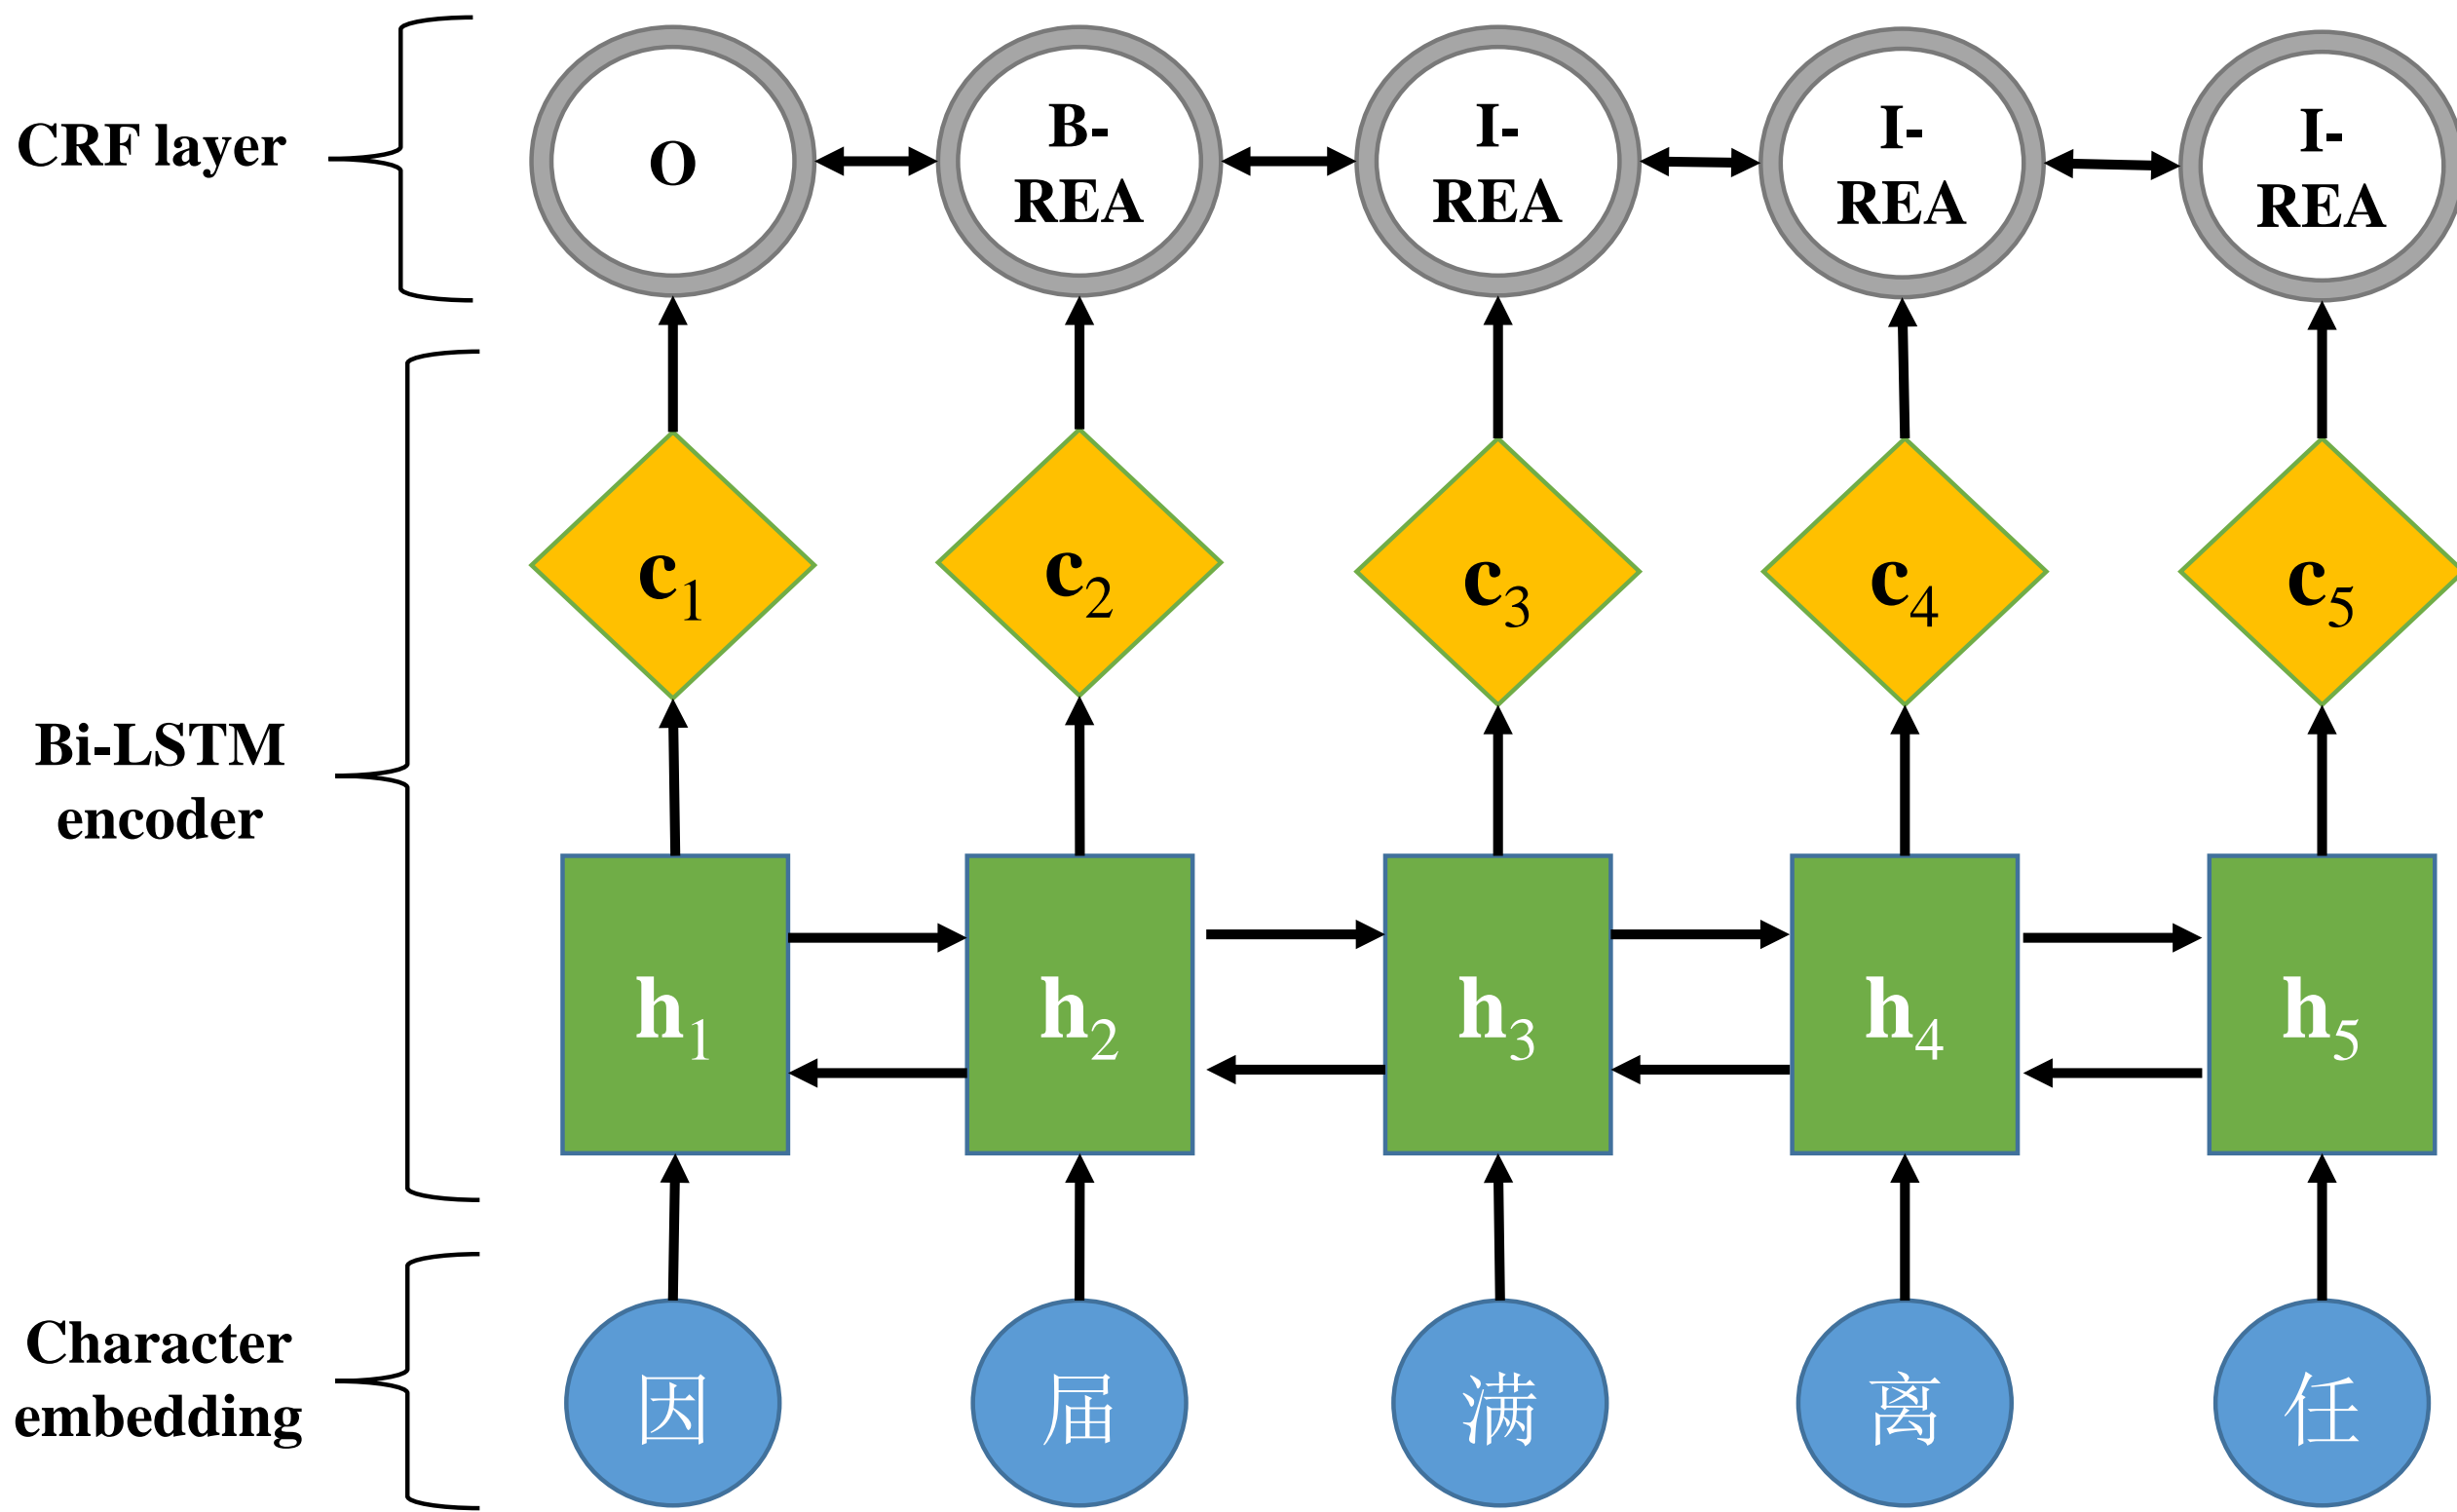 CRF layer
O
B-
REA
I-
REA
I-
REA
I-
REA
c1
c2
c3
c4
c5
Bi-LSTM
encoder
h1
h2
h3
h4
h5
Character
embedding
因
届
满
离
任